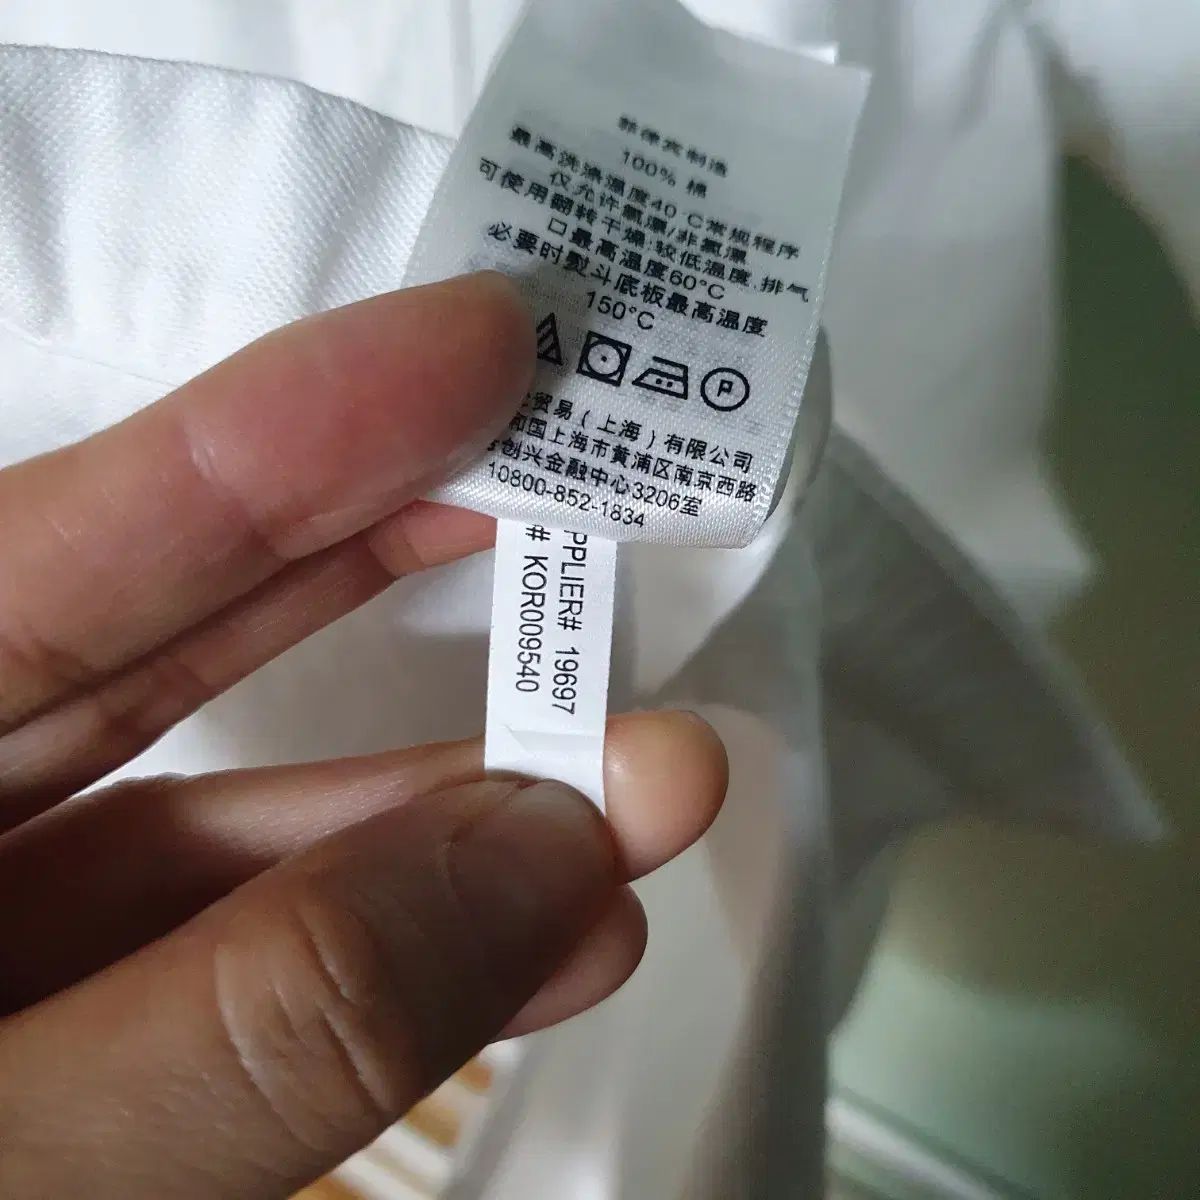 菲律宾制造
100% 棉
最高洗涤温度40 C常规程序
仅允许氧漂/非氯漂
可使用翻转干燥,较低温度,排气
口最高温度60°C
必要时熨斗底板最高温度
150°C
P
贸易（上海）有限公司
和国上海市黄浦区南京西路
创兴金融中心3206室
10800-852-1834
PPLIER# 19697
# KOR009540